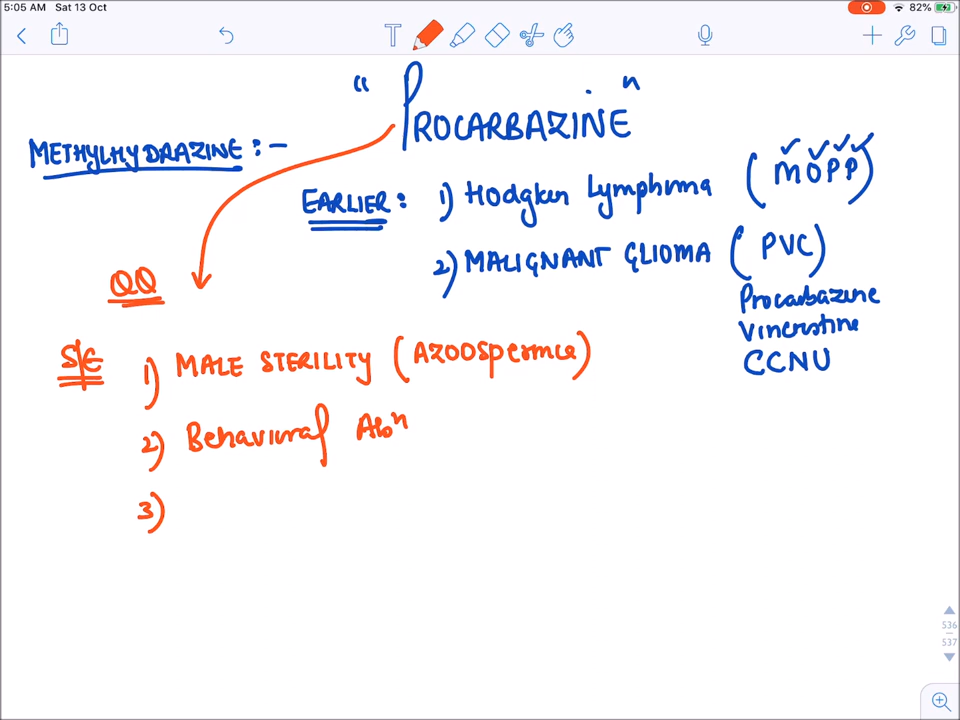 5:05 AM Sat 13 Oct
82%
T
"PROCARBAZINE"
METHYLHYDRAZINE :-
EARLIER : 1) Hodgkin Lymphoma (MOPP)
2) MALIGNANT GLIOMA (PVC)
Procarbazine
Vincristine
CCNU
QQ
S/E 1) MALE STERILITY (AZOOSpermia)
2) Behavioral Abn
3)
536
537